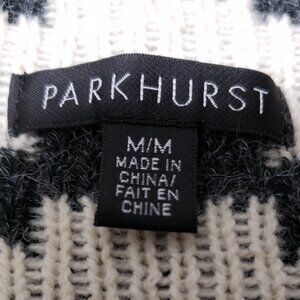 PARKHURST
M/M
MADE IN
CHINA/
FAIT EN
CHINE